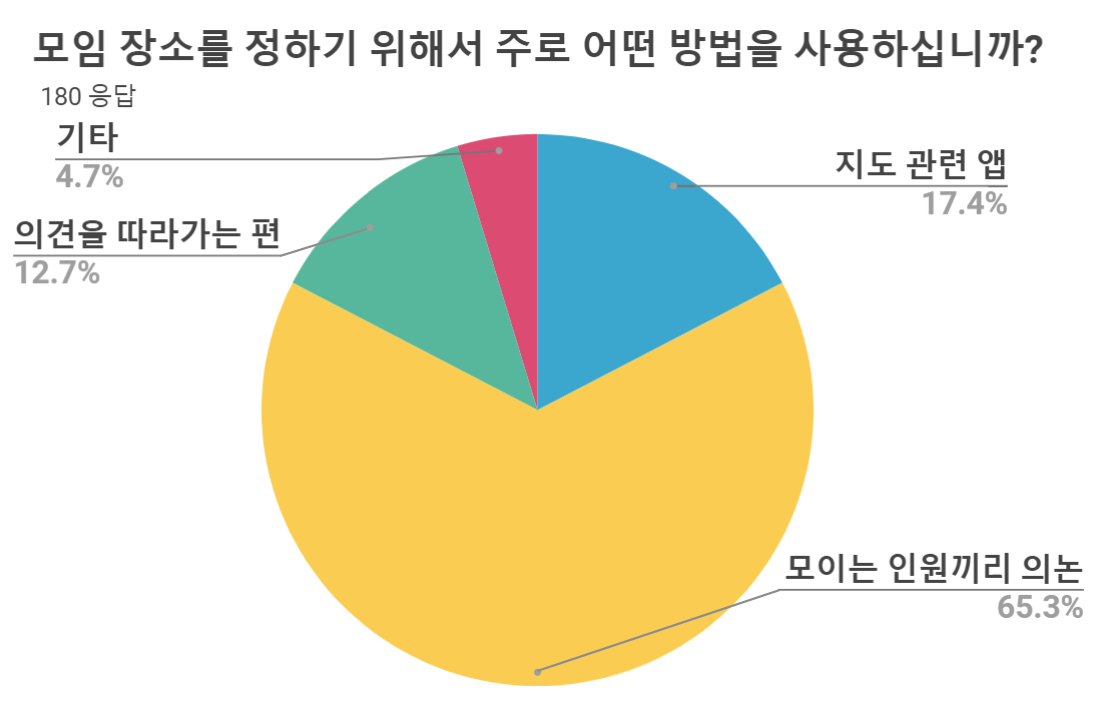 모임 장소를 정하기 위해서 주로 어떤 방법을 사용하십니까?
180 응답
기타
4.7%
지도 관련 앱
17.4%
의견을 따라가는 편
12.7%
모이는 인원끼리 의논
65.3%